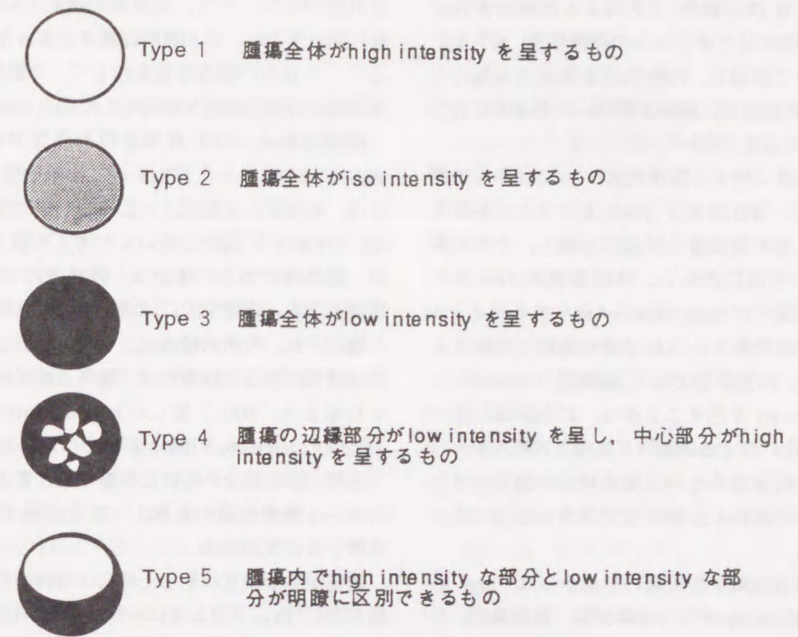 Type 1 腫瘍全体がhigh intensity を呈するもの
Type 2 腫瘍全体がiso intensity を呈するもの
Type 3 腫瘍全体がlow intensity を呈するもの
Type 4 腫瘍の辺縁部分がlow intensity を呈し，中心部分がhigh
intensity を呈するもの
Type 5 腫瘍内でhigh intensity な部分とlow intensity な部
分が明瞭に区別できるもの